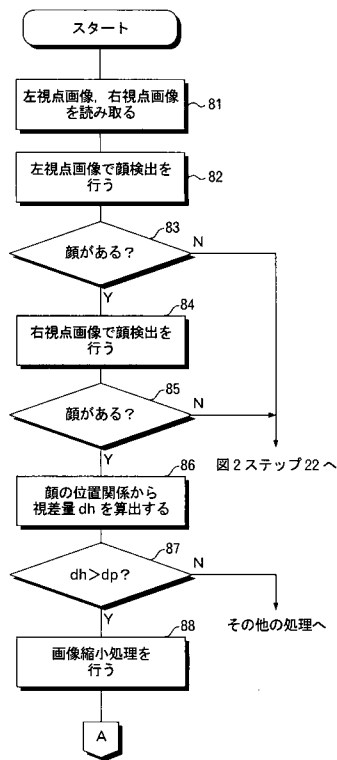 スタート
左視点画像，右視点画像
を読み取る
81
左視点画像で顔検出を
行う
82
83
顔がある？
N
Y
84
右視点画像で顔検出を
行う
85
顔がある？
N
Y
図2ステップ22へ
86
顔の位置関係から
視差量dhを算出する
87
dh>dp？
N
Y
その他の処理へ
88
画像縮小処理を
行う
A